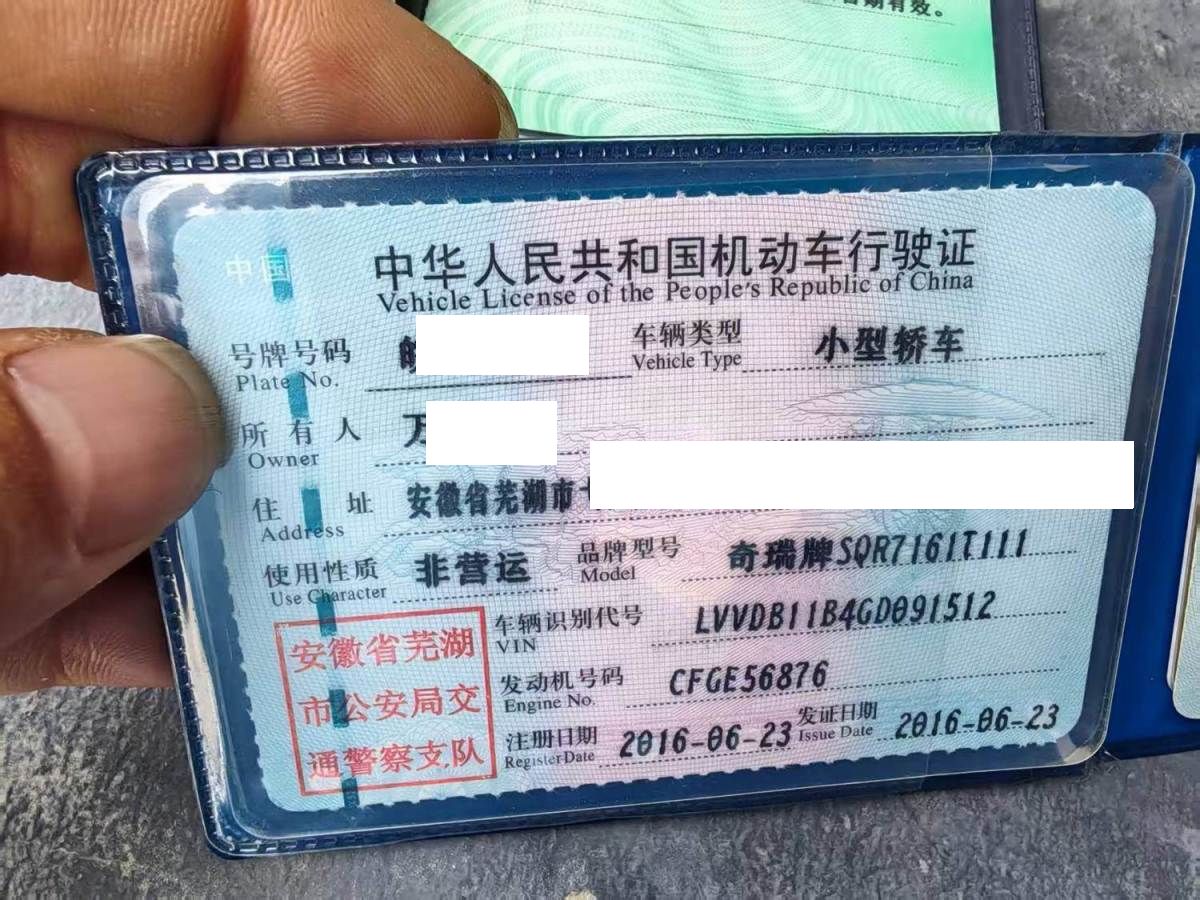 日期有效。
中国
中华人民共和国机动车行驶证
Vehicle License of the People's Republic of China
号牌号码 皖 车辆类型 小型轿车
Plate No. Vehicle Type
所有人 万
Owner
住址 安徽省芜湖市
Address
使用性质 非营运 品牌型号 奇瑞牌SQR7161T111
Use Character Model
安徽省芜湖
市公安局交
通警察支队
车辆识别代号 LVVDB11B4GD091512
VIN
发动机号码 CFGE56876
Engine No.
注册日期 2016-06-23 发证日期 2016-06-23
Register Date Issue Date